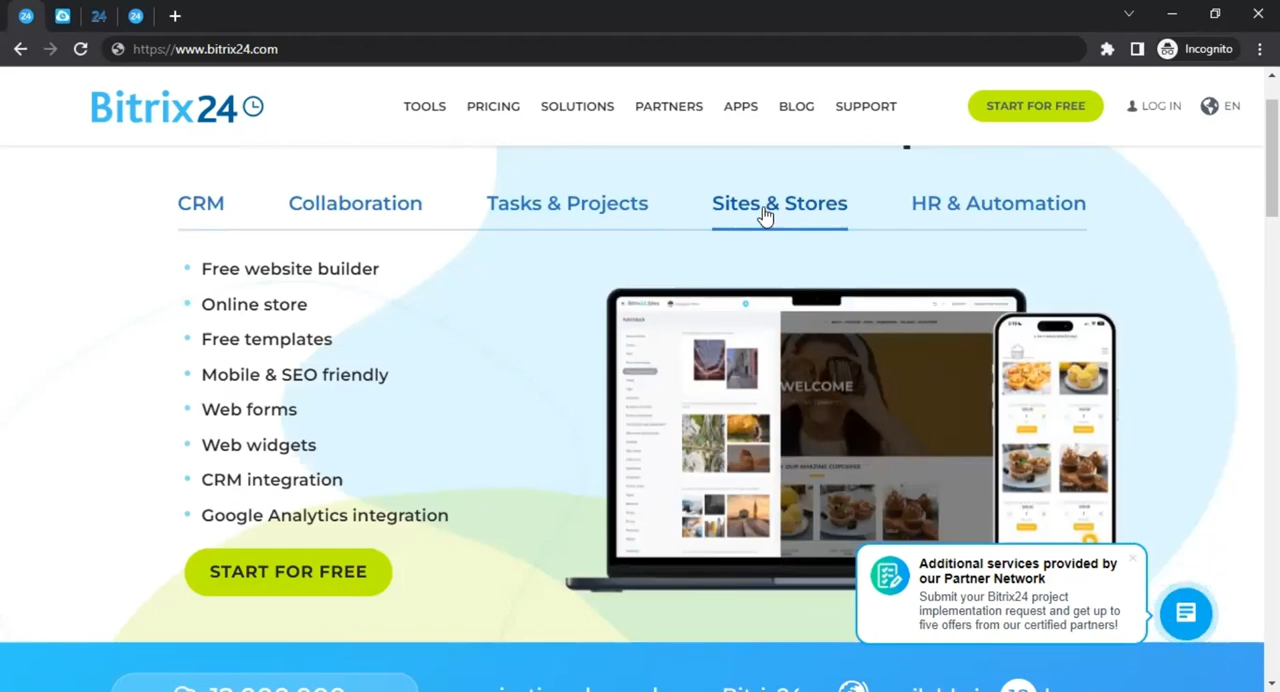 24
24
https://www.bitrix24.com
Incognito
Bitrix24
TOOLS PRICING SOLUTIONS PARTNERS APPS BLOG SUPPORT
START FOR FREE
LOG IN
EN
CRM Collaboration Tasks & Projects Sites & Stores HR & Automation
Free website builder
Online store
Free templates
Mobile & SEO friendly
Web forms
Web widgets
CRM integration
Google Analytics integration
START FOR FREE
WELCOME
Additional services provided by
our Partner Network
Submit your Bitrix24 project
implementation request and get up to
five offers from our certified partners!